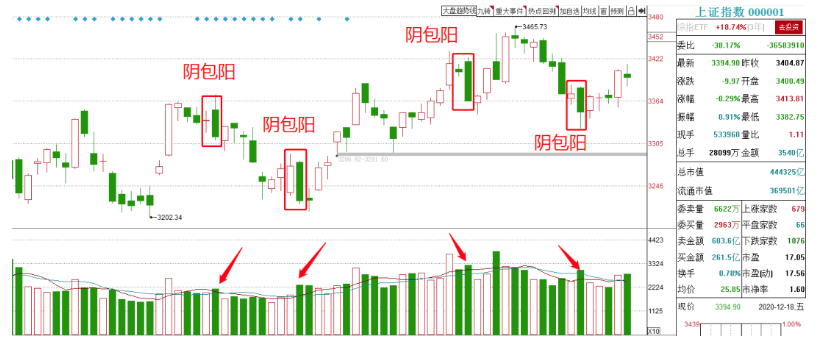 大盘趋势线 九转 重大事件 热点回测 加自选 均线 窗 预测
3480
3452
3422
3364
3305
3246
3465.73
阴包阳
阴包阳
阴包阳
阴包阳
3202.34
4423
3324
2224
1125
X10
上证指数 000001
+18.74% [3年] 去投资
委比 -38.17% -36583910
最新 3394.90 昨收 3404.87
涨跌 -9.97 开盘 3400.49
涨幅 -0.29% 最高 3413.81
振幅 0.91% 最低 3382.75
现手 533960 量比 1.11
总手 28099万 金额 3540亿
总市值 444325亿
流通市值 369501亿
委卖量 6622万 上涨家数 679
委买量 2963万 平盘家数 66
卖金额 603.6亿 下跌家数 1076
买金额 261.5亿 市盈 17.05
换手 0.78% 市盈(动) 17.56
均价 25.85 市净率 1.60
现价 3394.90 2020-12-18,五
3439 1.00%